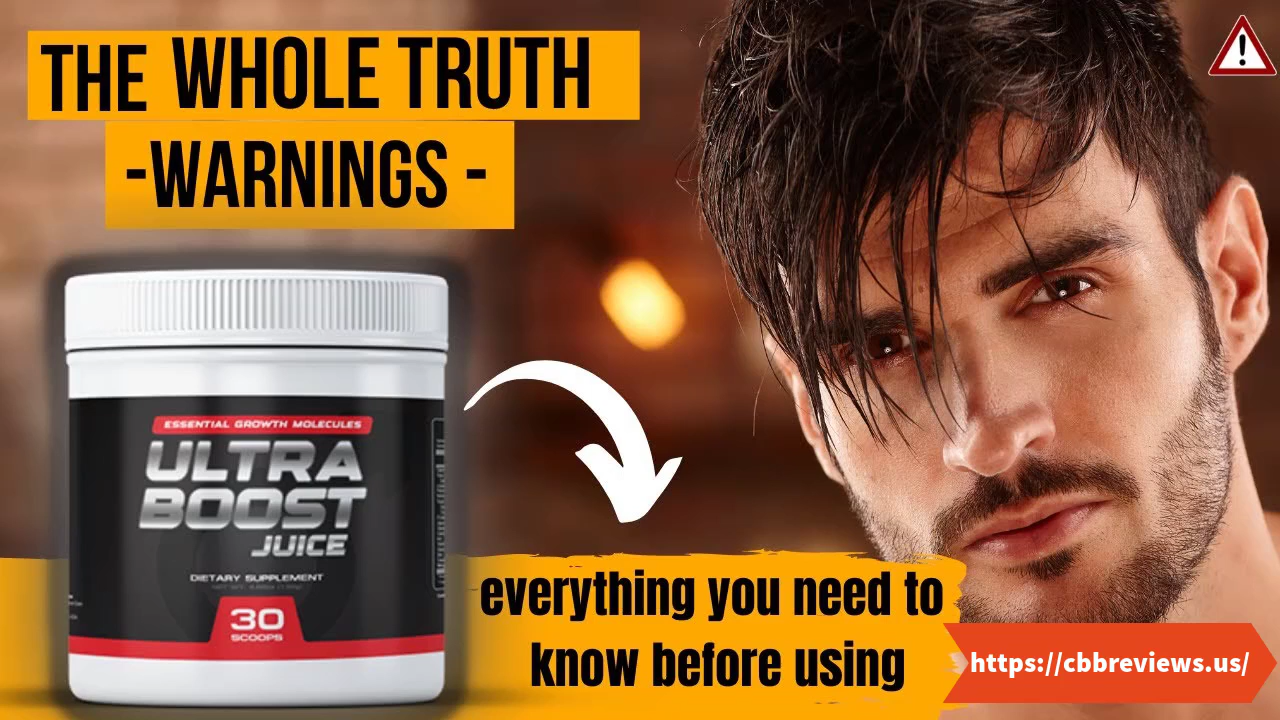 THE WHOLE TRUTH
-WARNINGS -
ESSENTIAL GROWTH MOLECULES
ULTRA
BOOST
JUICE
DIETARY SUPPLEMENT
30
SCOOPS
everything you need to
know before using
https://cbbreviews.us/